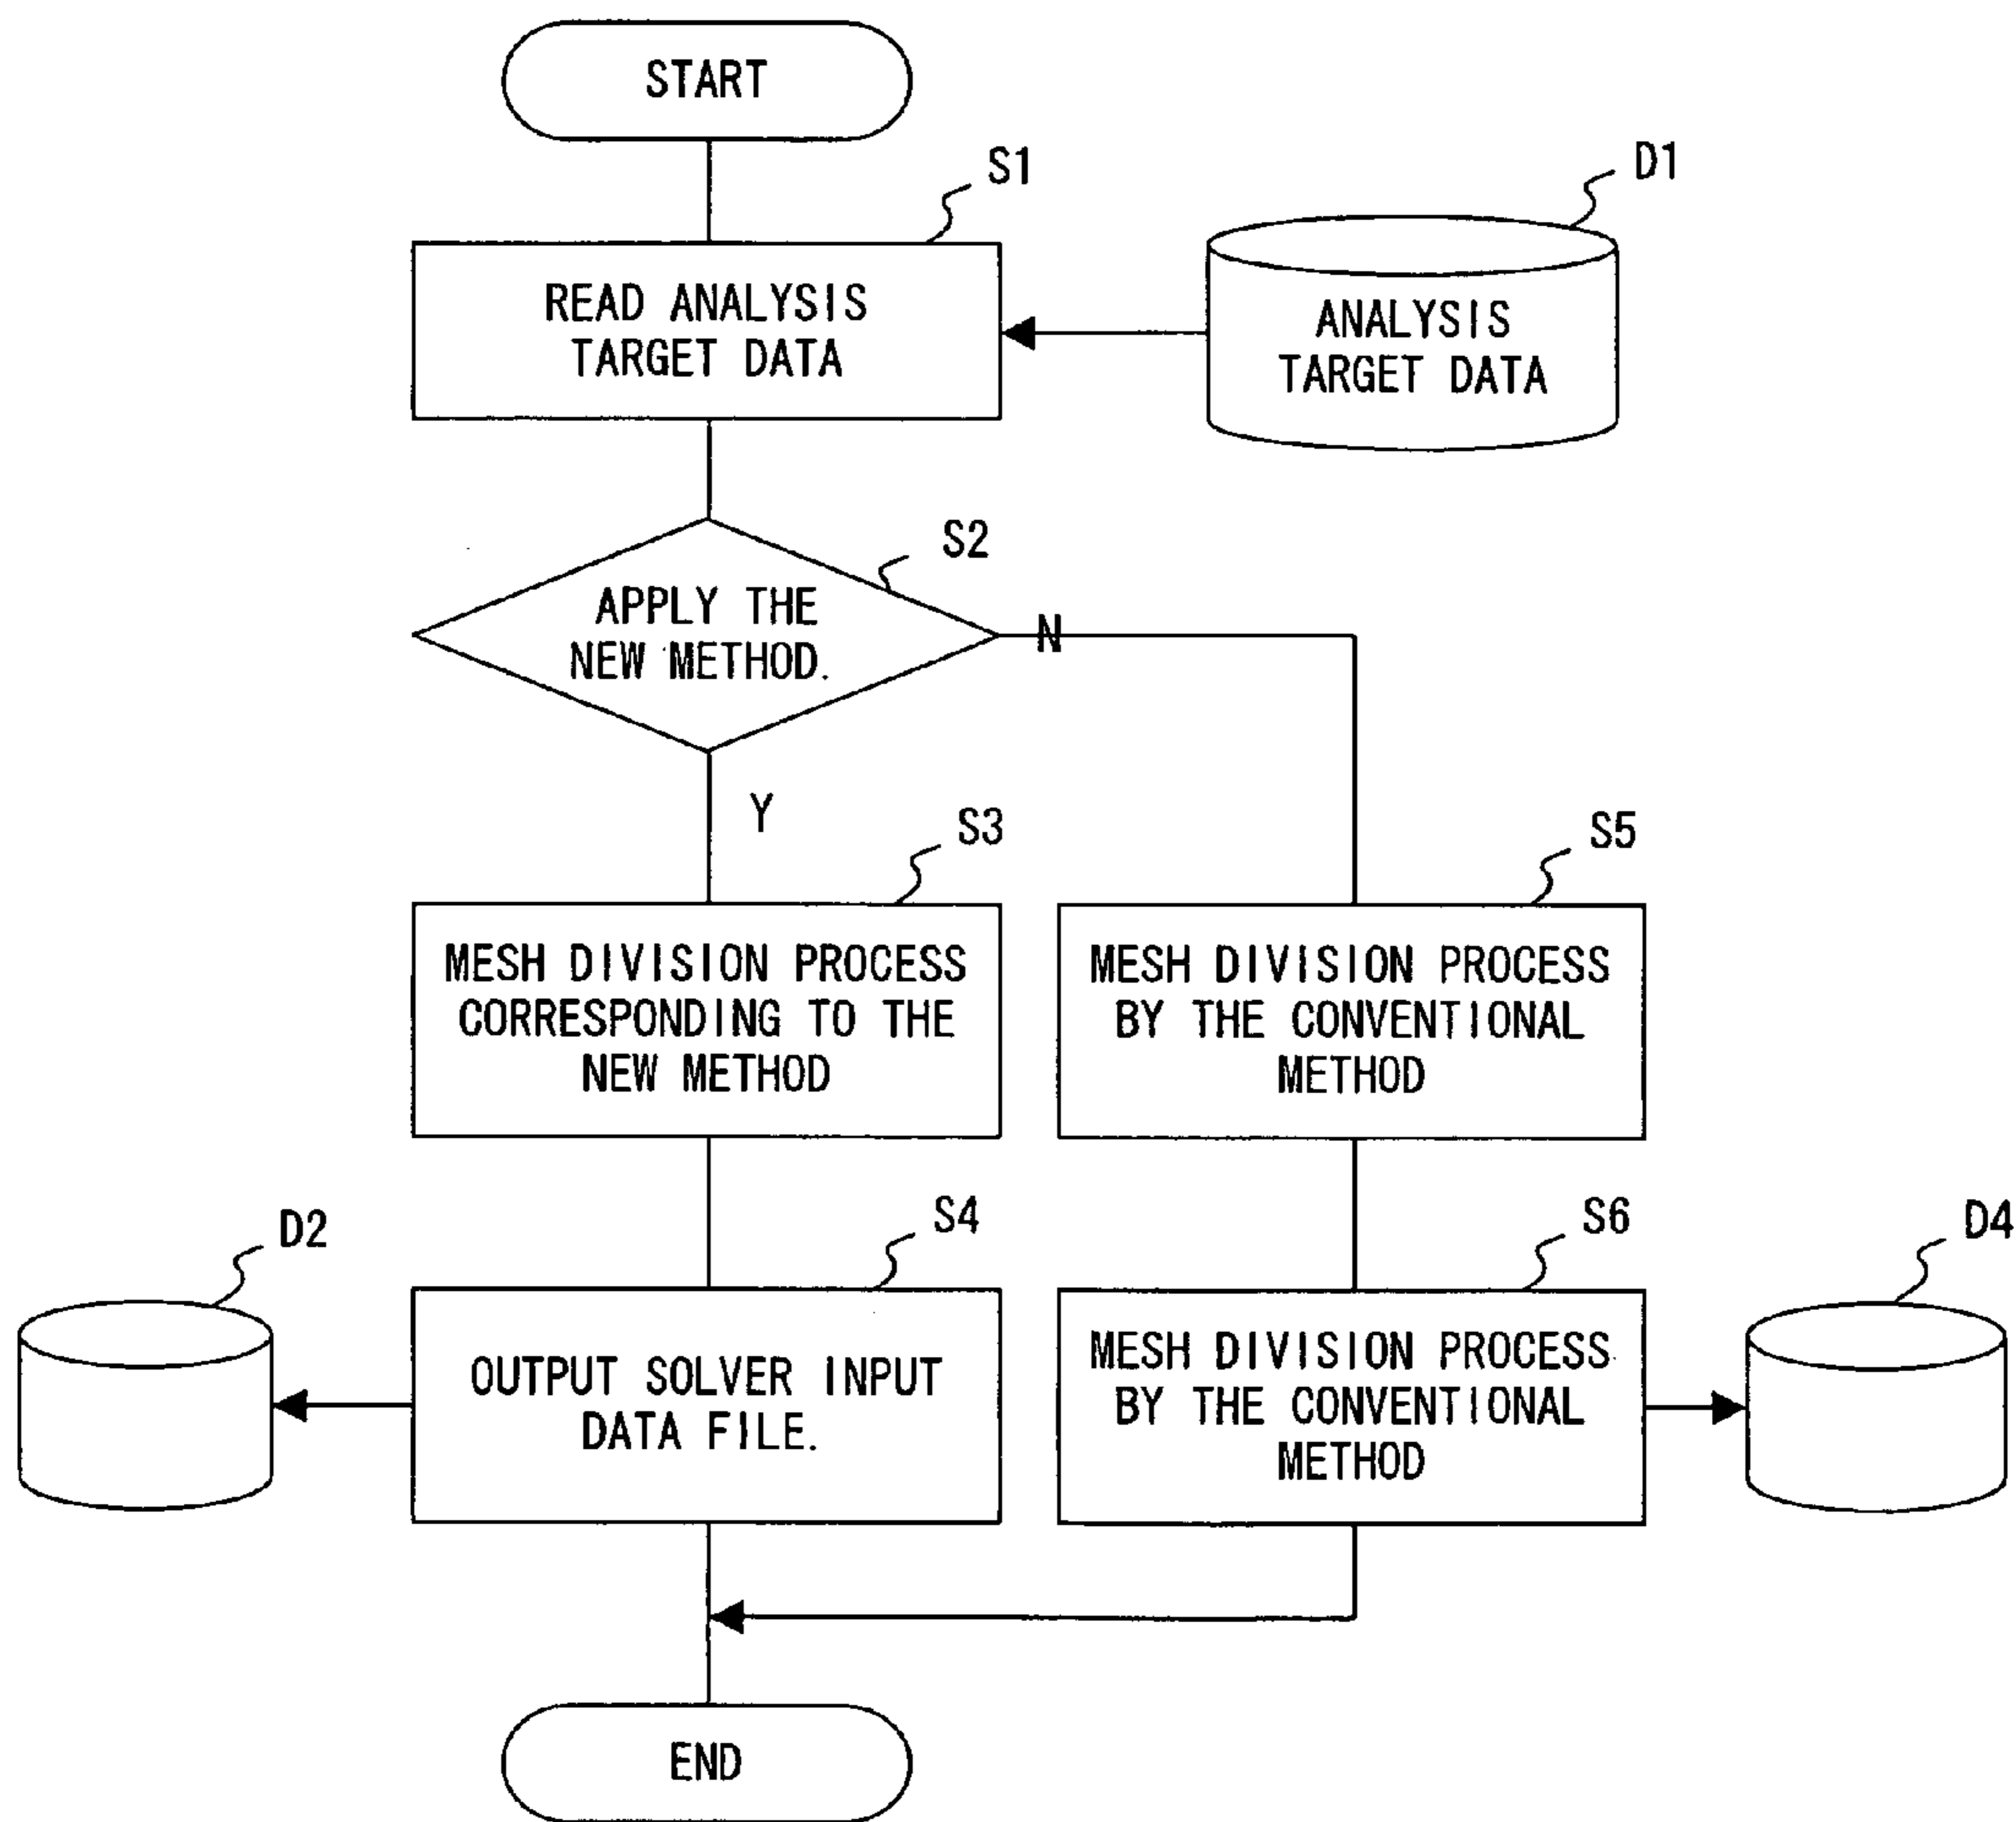 START
S1
D1
READ ANALYSIS
TARGET DATA
ANALYSIS
TARGET DATA
S2
APPLY THE
NEW METHOD.
N
Y
S3
S5
MESH DIVISION PROCESS
CORRESPONDING TO THE
NEW METHOD
MESH DIVISION PROCESS
BY THE CONVENTIONAL
METHOD
D2
S4
S6
D4
OUTPUT SOLVER INPUT
DATA FILE.
MESH DIVISION PROCESS
BY THE CONVENTIONAL
METHOD
END